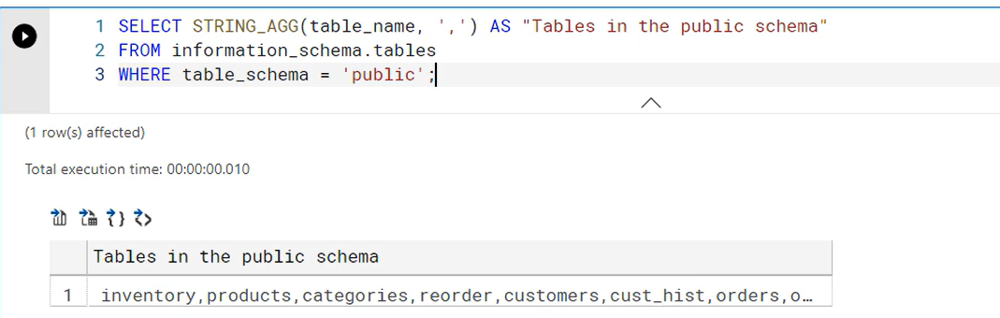 1 SELECT STRING_AGG(table_name, ',') AS "Tables in the public schema"
2 FROM information_schema.tables
3 WHERE table_schema = 'public';
(1 row(s) affected)
Total execution time: 00:00:00.010
Tables in the public schema
1 inventory,products,categories,reorder,customers,cust_hist,orders,o…